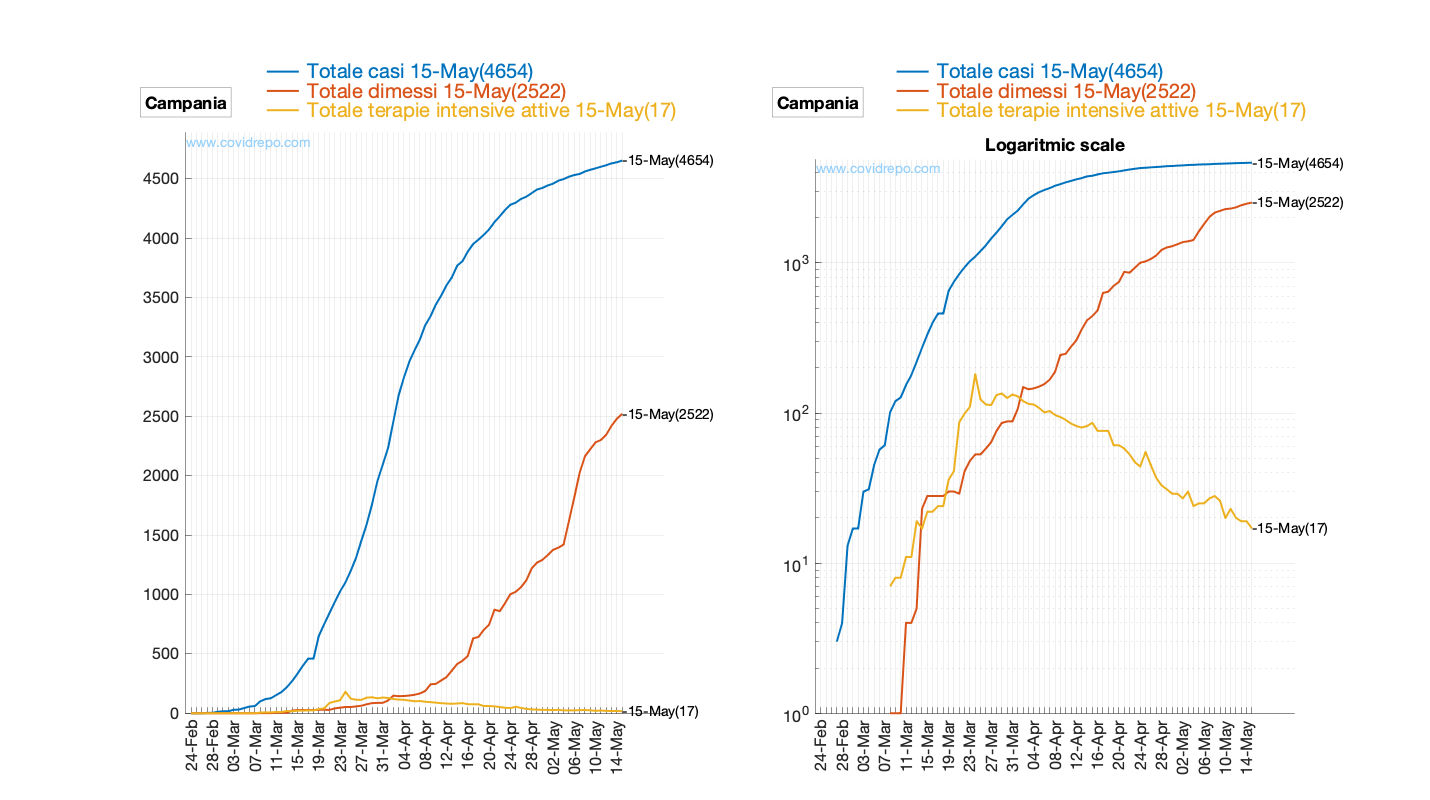 Totale casi 15-May(4654)
Totale dimessi 15-May(2522)
Totale terapie intensive attive 15-May(17)
Campania
www.covidrepo.com
15-May(4654)
15-May(2522)
15-May(17)
4500
4000
3500
3000
2500
2000
1500
1000
500
0
24-Feb
28-Feb
03-Mar
07-Mar
11-Mar
15-Mar
19-Mar
23-Mar
27-Mar
31-Mar
04-Apr
08-Apr
12-Apr
16-Apr
20-Apr
24-Apr
28-Apr
02-May
06-May
10-May
14-May
Totale casi 15-May(4654)
Totale dimessi 15-May(2522)
Totale terapie intensive attive 15-May(17)
Campania
Logaritmic scale
www.covidrepo.com
15-May(4654)
15-May(2522)
15-May(17)
10³
10²
10¹
10⁰
24-Feb
28-Feb
03-Mar
07-Mar
11-Mar
15-Mar
19-Mar
23-Mar
27-Mar
31-Mar
04-Apr
08-Apr
12-Apr
16-Apr
20-Apr
24-Apr
28-Apr
02-May
06-May
10-May
14-May